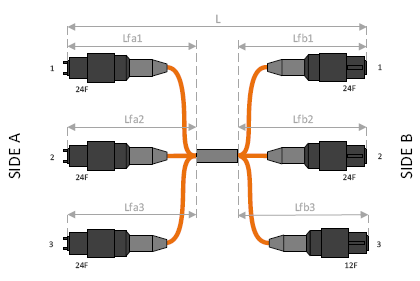 L
Lfa1 Lfb1
1 1
24F 24F
Lfa2 Lfb2
SIDE A SIDE B
2 2
24F 24F
Lfa3 Lfb3
3 3
24F 12F